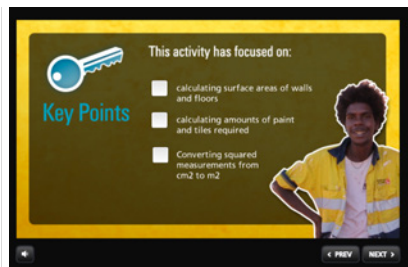 This activity has focused on:
Key Points
calculating surface areas of walls
and floors
calculating amounts of paint
and tiles required
Converting squared
measurements from
cm2 to m2
< PREV
NEXT >